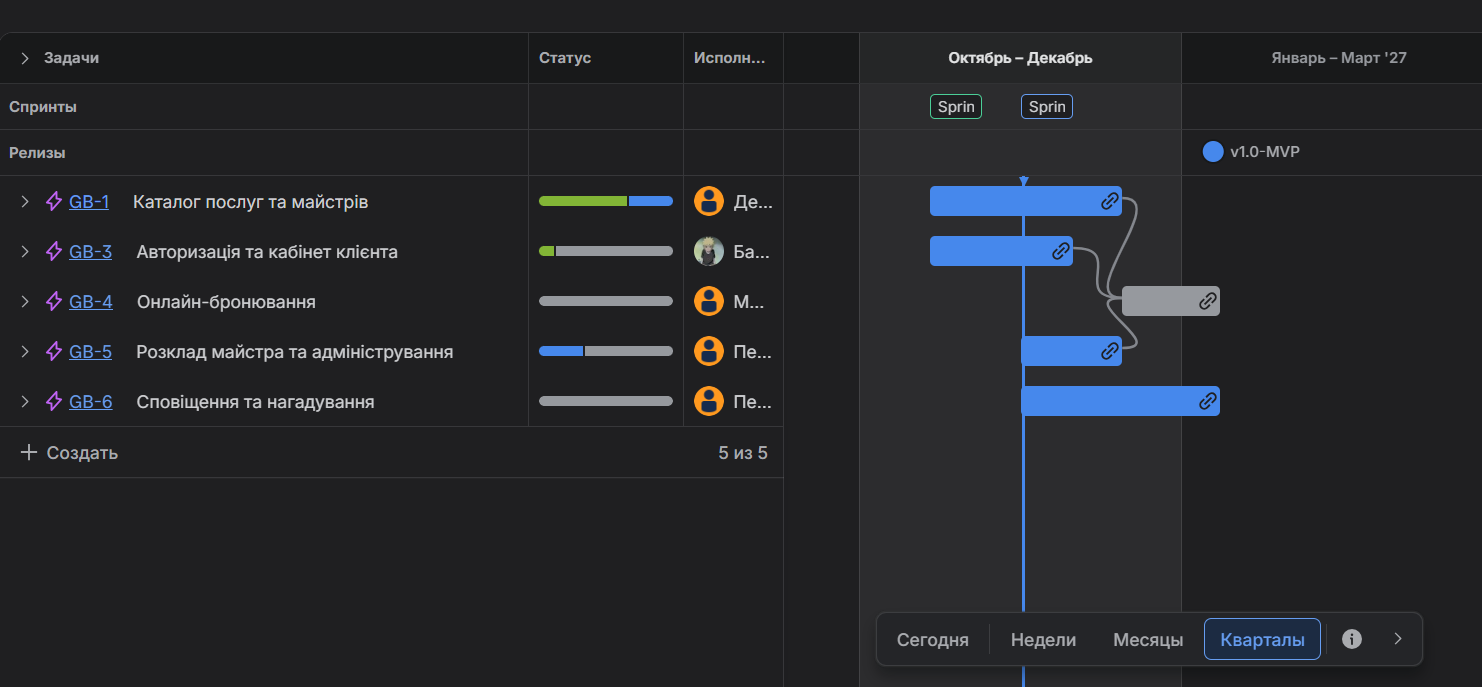 Задачи Статус Исполн... Октябрь – Декабрь Январь – Март '27
Спринты Sprin Sprin
Релизы v1.0-MVP
GB-1 Каталог послуг та майстрів Де...
GB-3 Авторизація та кабінет клієнта Ба...
GB-4 Онлайн-бронювання М...
GB-5 Розклад майстра та адміністрування Пе...
GB-6 Сповіщення та нагадування Пе...
Создать 5 из 5
Сегодня Недели Месяцы Кварталы